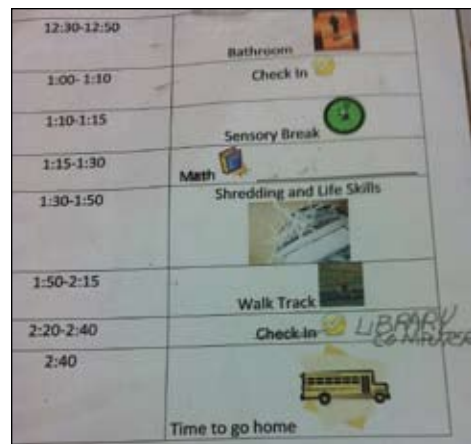 12:30-12:50
Bathroom
1:00- 1:10
Check In
1:10-1:15
Sensory Break
1:15-1:30
Math
1:30-1:50
Shredding and Life Skills
1:50-2:15
Walk Track
2:20-2:40
Check In LIBRARY
COMPUTER
2:40
Time to go home